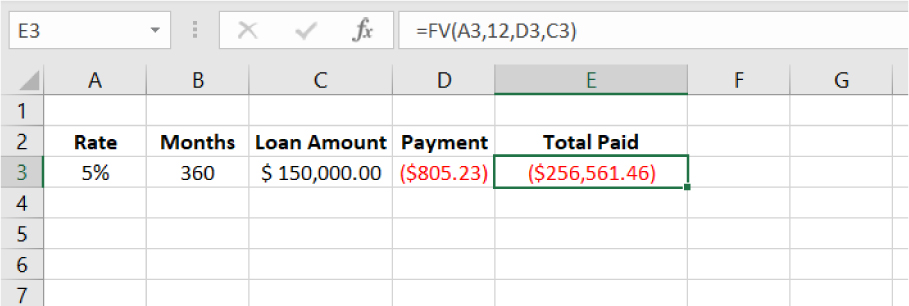 E3 fx =FV(A3,12,D3,C3)
A B C D E F G
1
2 Rate Months Loan Amount Payment Total Paid
3 5% 360 $ 150,000.00 ($805.23) ($256,561.46)
4
5
6
7